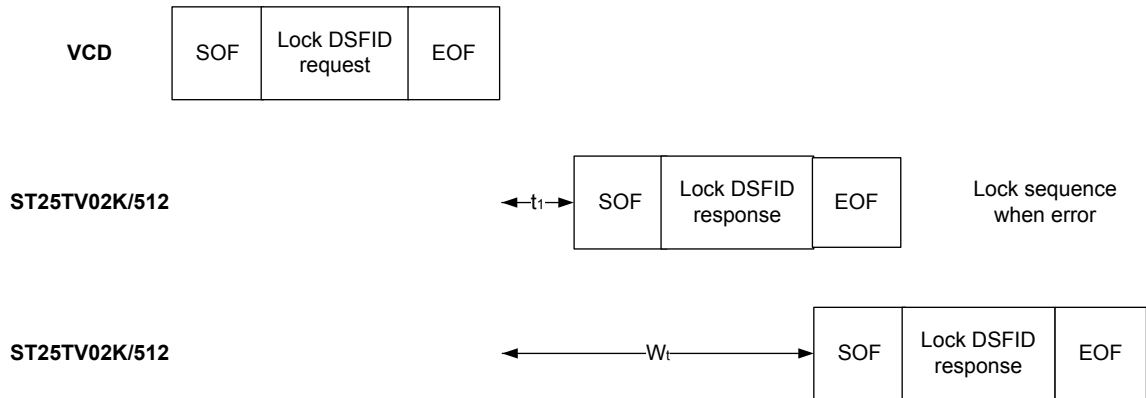 VCD
SOF
Lock DSFID
request
EOF
ST25TV02K/512
t1
SOF
Lock DSFID
response
EOF
Lock sequence
when error
ST25TV02K/512
Wt
SOF
Lock DSFID
response
EOF